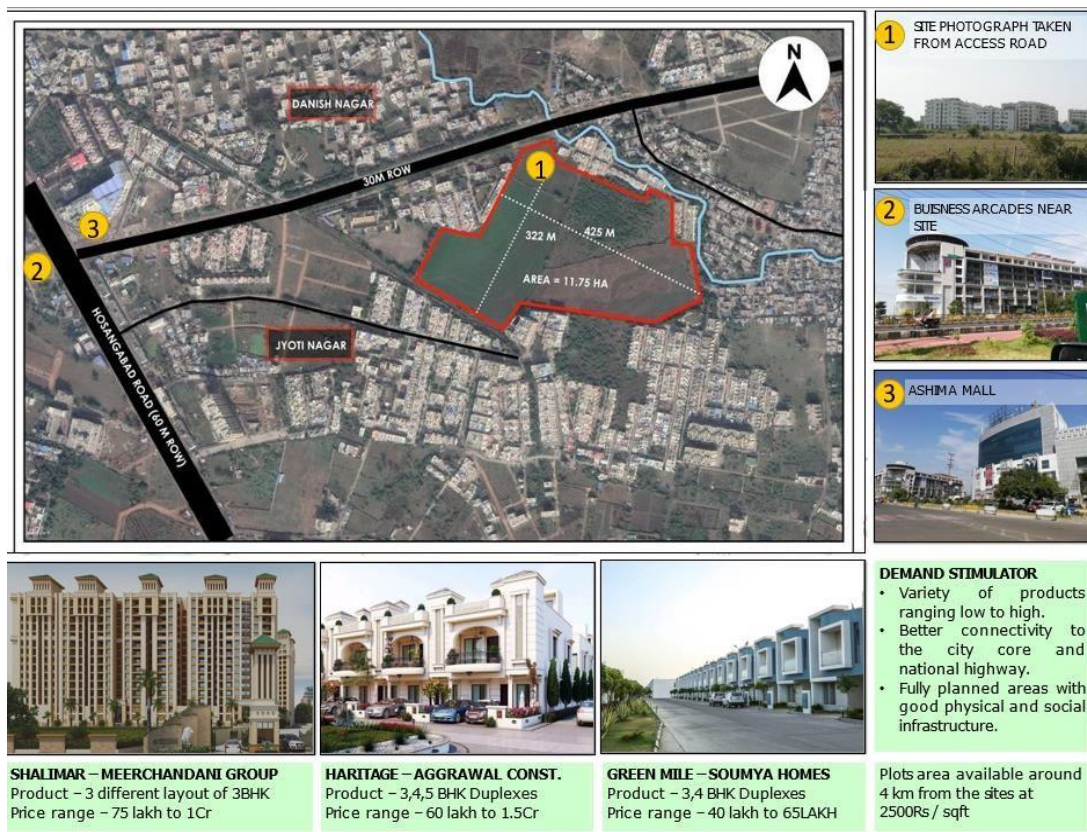 N
DANISH NAGAR
30M ROW
1
2
3
322 M
425 M
AREA = 11.75 HA
JYOTI NAGAR
HOSANGABAD ROAD (60 M ROW)
1
SITE PHOTOGRAPH TAKEN
FROM ACCESS ROAD
2
BUISNESS ARCADES NEAR
SITE
3
ASHIMA MALL
SHALIMAR – MEERCHANDANI GROUP
Product – 3 different layout of 3BHK
Price range – 75 lakh to 1Cr
HARITAGE – AGGRAWAL CONST.
Product – 3,4,5 BHK Duplexes
Price range – 60 lakh to 1.5Cr
GREEN MILE – SOUMYA HOMES
Product – 3,4 BHK Duplexes
Price range – 40 lakh to 65LAKH
DEMAND STIMULATOR
• Variety of products
ranging low to high.
• Better connectivity to
the city core and
national highway.
• Fully planned areas with
good physical and social
infrastructure.
Plots area available around
4 km from the sites at
2500Rs / sqft